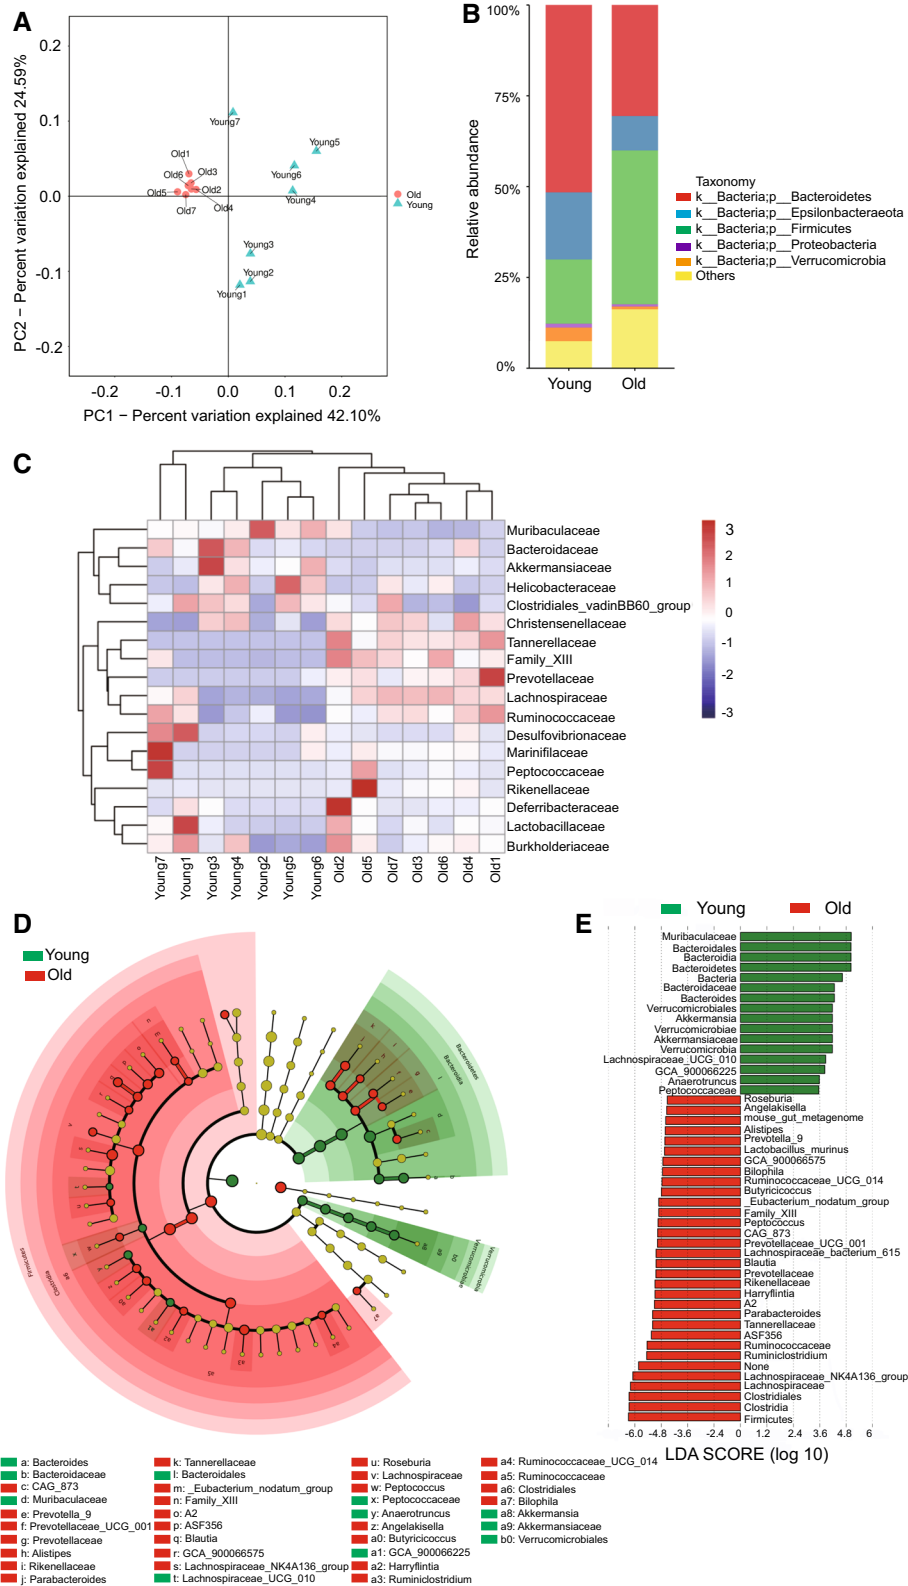 A
0.2
0.1
0.0
-0.1
-0.2
PC2 − Percent variation explained 24.59%
Young7
Young5
Young6
Young4
Young3
Young2
Young1
Old1
Old3
Old6
Old5
Old2
Old7
Old4
Old
Young
-0.2
-0.1
0.0
0.1
0.2
PC1 − Percent variation explained 42.10%
B
100%
75%
50%
25%
0%
Relative abundance
Young
Old
Taxonomy
k__Bacteria;p__Bacteroidetes
k__Bacteria;p__Epsilonbacteraeota
k__Bacteria;p__Firmicutes
k__Bacteria;p__Proteobacteria
k__Bacteria;p__Verrucomicrobia
Others
C
Muribaculaceae
Bacteroidaceae
Akkermansiaceae
Helicobacteraceae
Clostridiales_vadinBB60_group
Christensenellaceae
Tannerellaceae
Family_XIII
Prevotellaceae
Lachnospiraceae
Ruminococcaceae
Desulfovibrionaceae
Marinifilaceae
Peptococcaceae
Rikenellaceae
Deferribacteraceae
Lactobacillaceae
Burkholderiaceae
Young7
Young1
Young3
Young4
Young2
Young5
Young6
Old2
Old5
Old7
Old3
Old6
Old4
Old1
3
2
1
0
-1
-2
-3
D
Young
Old
Bacteroidetes
Bacteroidia
Verrucomicrobia
Verrucomicrobiae
Firmicutes
Clostridia
a: Bacteroides
b: Bacteroidaceae
c: CAG_873
d: Muribaculaceae
e: Prevotella_9
f: Prevotellaceae_UCG_001
g: Prevotellaceae
h: Alistipes
i: Rikenellaceae
j: Parabacteroides
k: Tannerellaceae
l: Bacteroidales
m: _Eubacterium_nodatum_group
n: Family_XIII
o: A2
p: ASF356
q: Blautia
r: GCA_900066575
s: Lachnospiraceae_NK4A136_group
t: Lachnospiraceae_UCG_010
u: Roseburia
v: Lachnospiraceae
w: Peptococcus
x: Peptococcaceae
y: Anaerotruncus
z: Angelakisella
a0: Butyricicoccus
a1: GCA_900066225
a2: Harryflintia
a3: Ruminiclostridium
a4: Ruminococcaceae_UCG_014
a5: Ruminococcaceae
a6: Clostridiales
a7: Bilophila
a8: Akkermansia
a9: Akkermansiaceae
b0: Verrucomicrobiales
E
Young
Old
Muribaculaceae
Bacteroidales
Bacteroidia
Bacteroidetes
Bacteria
Bacteroidaceae
Bacteroides
Verrucomicrobiales
Akkermansia
Verrucomicrobiae
Akkermansiaceae
Verrucomicrobia
Lachnospiraceae_UCG_010
GCA_900066225
Anaerotruncus
Peptococcaceae
Roseburia
Angelakisella
mouse_gut_metagenome
Alistipes
Prevotella_9
Lactobacillus_murinus
GCA_900066575
Bilophila
Ruminococcaceae_UCG_014
Butyricicoccus
_Eubacterium_nodatum_group
Family_XIII
Peptococcus
CAG_873
Prevotellaceae_UCG_001
Lachnospiraceae_bacterium_615
Blautia
Prevotellaceae
Rikenellaceae
Harryflintia
A2
Parabacteroides
Tannerellaceae
ASF356
Ruminococcaceae
Ruminiclostridium
None
Lachnospiraceae_NK4A136_group
Lachnospiraceae
Clostridiales
Clostridia
Firmicutes
-6.0
-4.8
-3.6
-2.4
0
1.2
2.4
3.6
4.8
6
LDA SCORE (log 10)